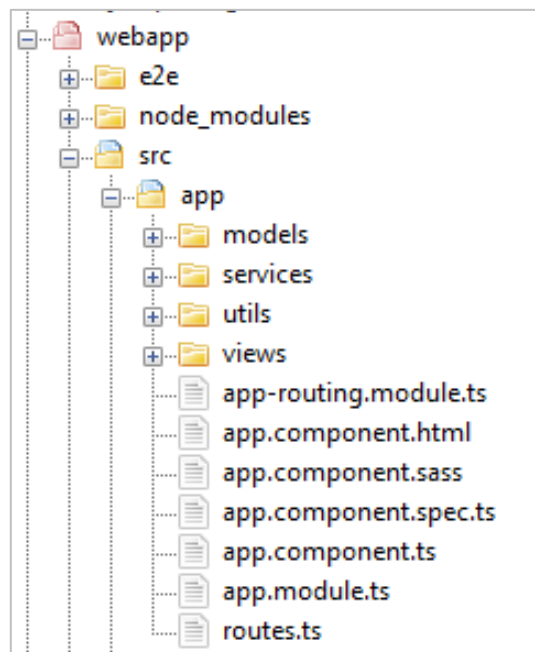 webapp
e2e
node_modules
src
app
models
services
utils
views
app-routing.module.ts
app.component.html
app.component.sass
app.component.spec.ts
app.component.ts
app.module.ts
routes.ts